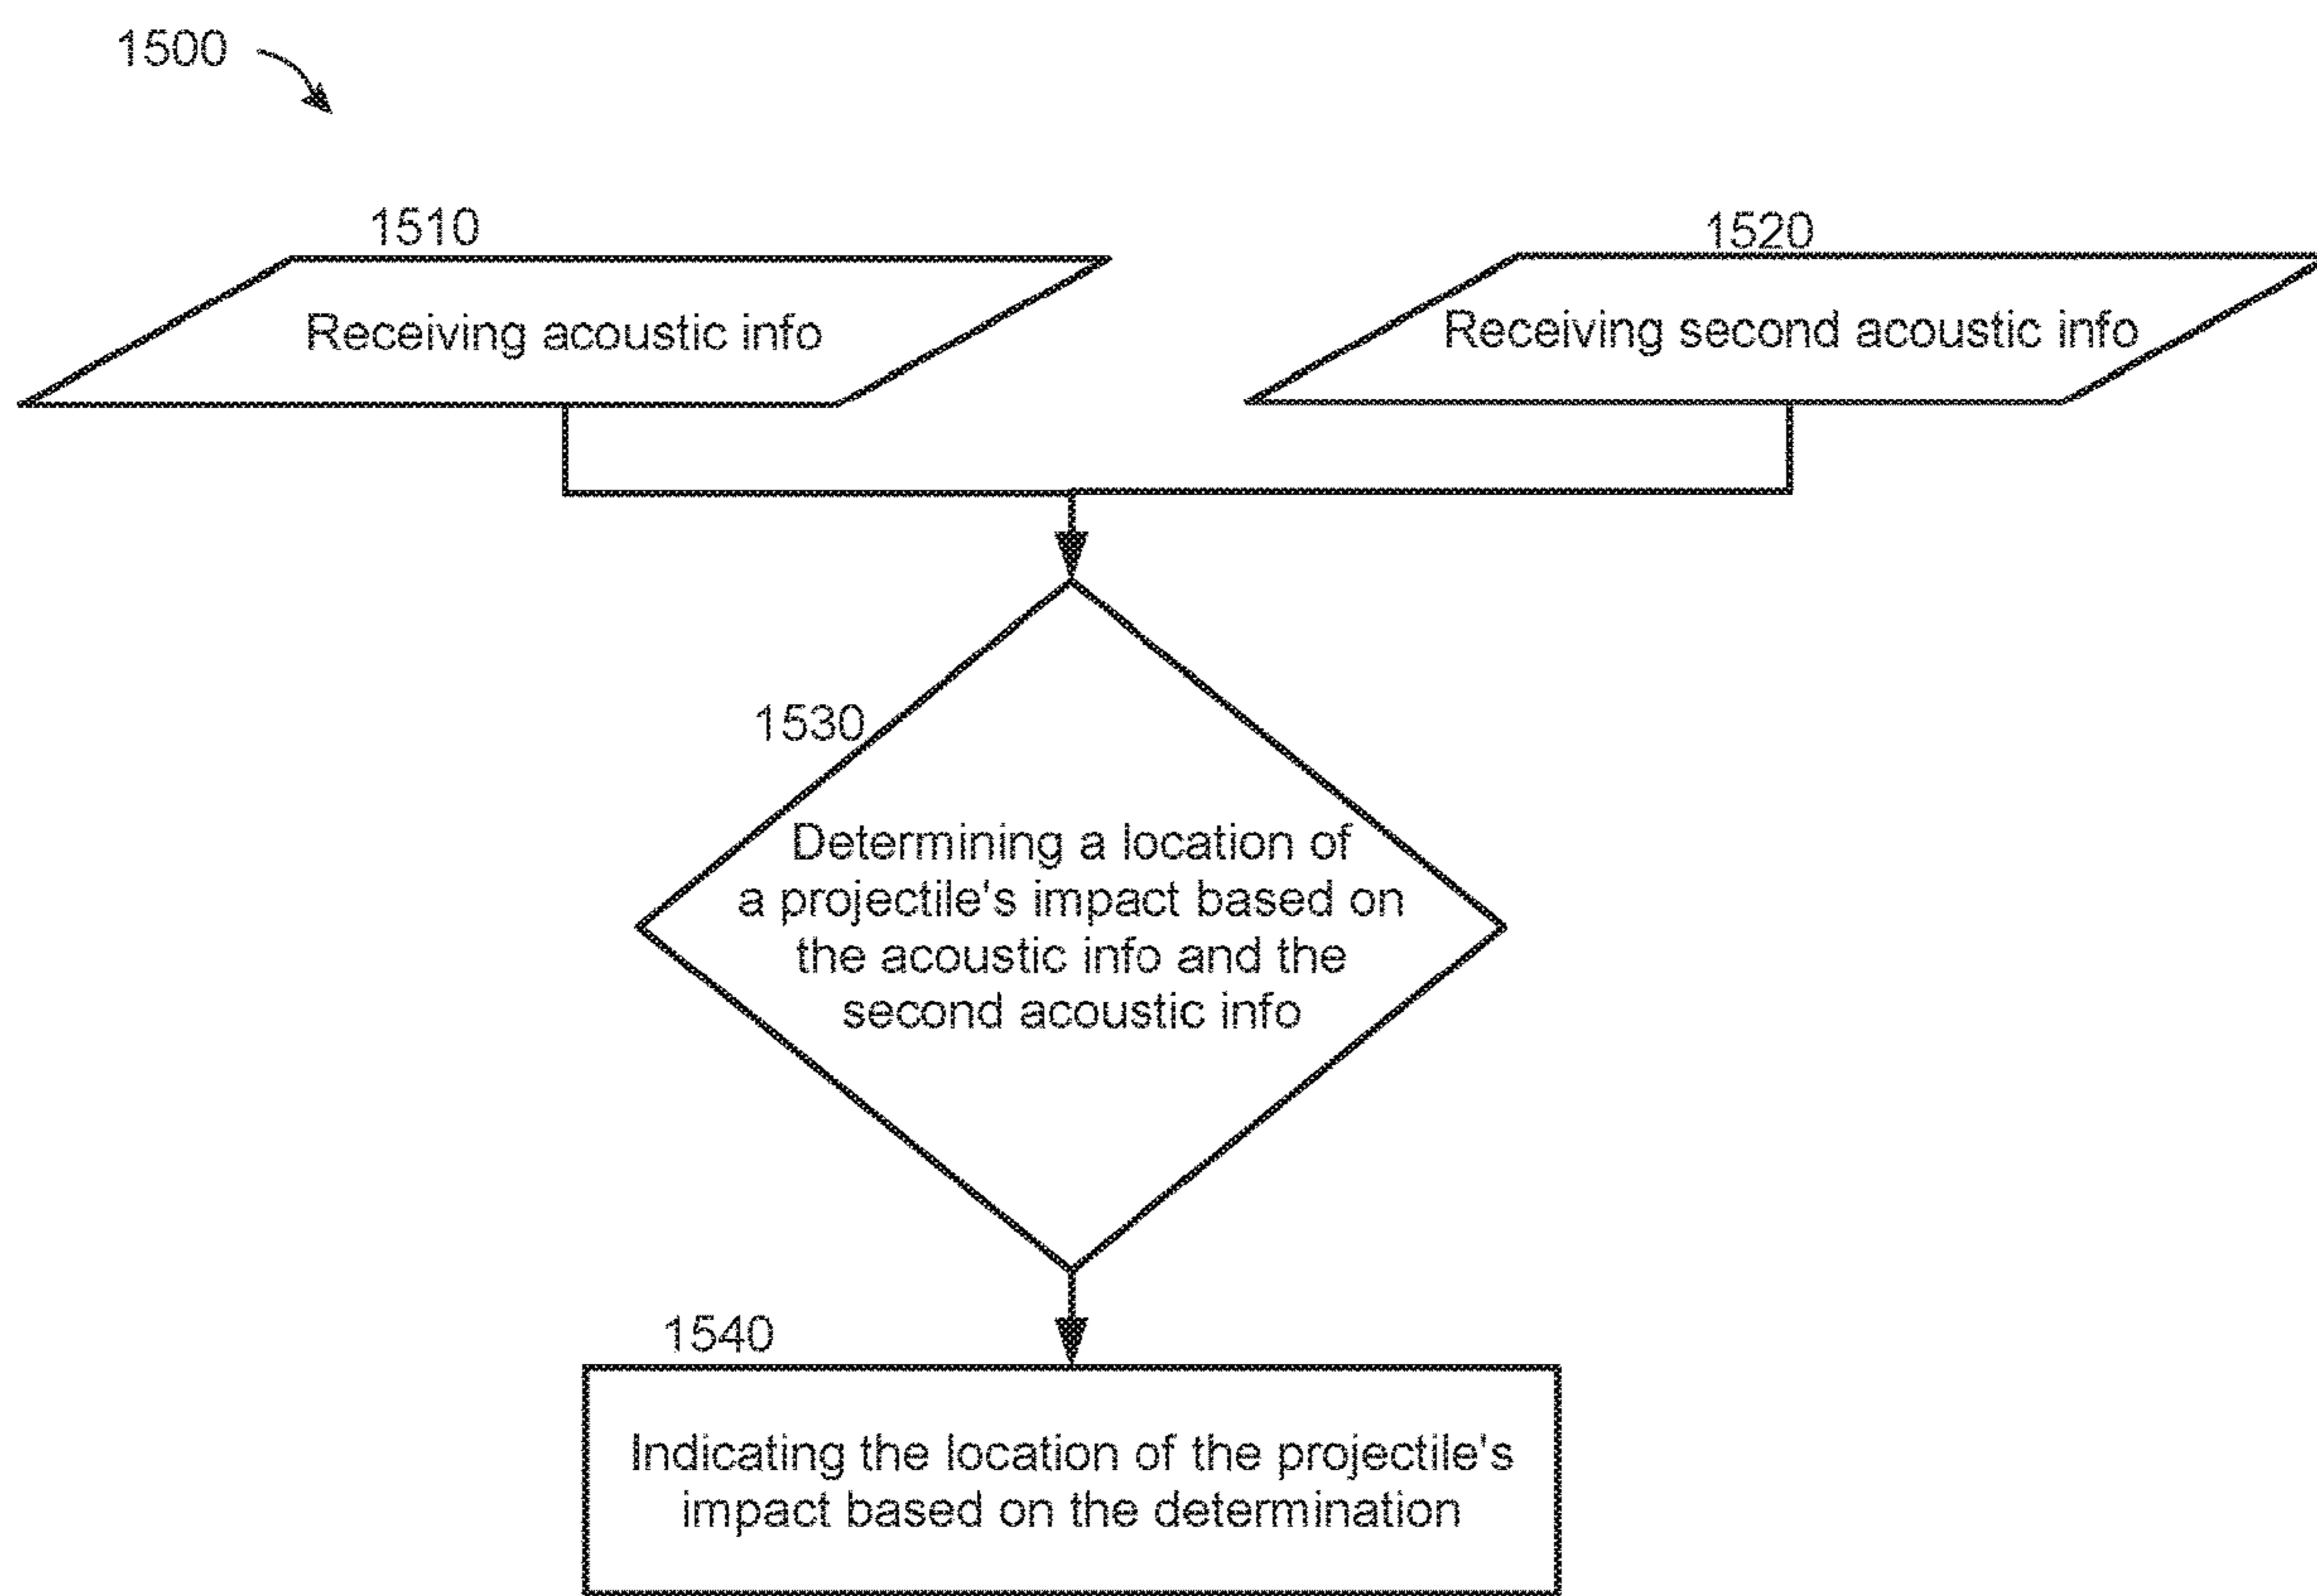 1500
1510
1520
Receiving acoustic info
Receiving second acoustic info
1530
Determining a location of
a projectile's impact based on
the acoustic info and the
second acoustic info
1540
Indicating the location of the projectile's
impact based on the determination